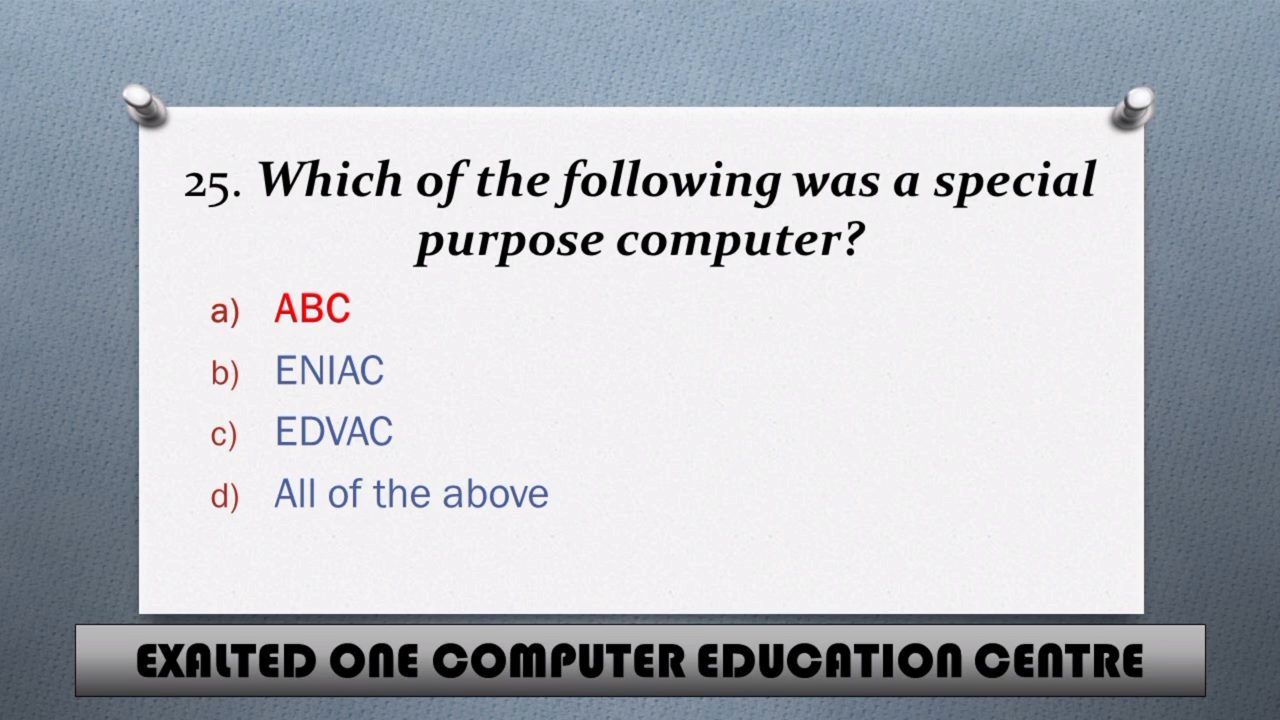 25. Which of the following was a special
purpose computer?
a) ABC
b) ENIAC
c) EDVAC
d) All of the above
EXALTED ONE COMPUTER EDUCATION CENTRE